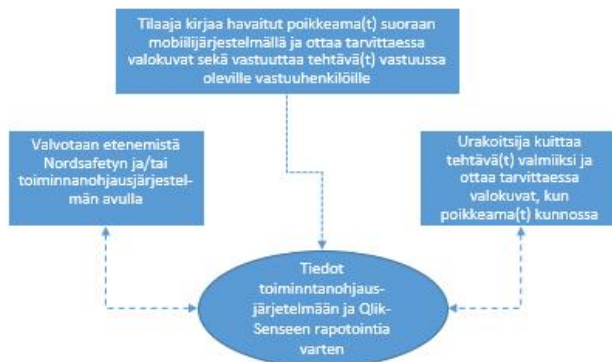 Tilaaja kirjaa havaitut poikkeama(t) suoraan
mobiilijärjestelmällä ja ottaa tarvittaessa
valokuvat sekä vastuuttaa tehtävä(t) vastuussa
oleville vastuuhenkilöille
Valvotaan etenemistä
Nordsafetyn ja/tai
toiminnanohjausjärjestel-
män avulla
Urakoitsija kuittaa
tehtävä(t) valmiiksi ja
ottaa tarvittaessa
valokuvat, kun
poikkeama(t) kunnossa
Tiedot
toiminntanohjaus-
järjetelmään ja Qlik-
Senseen rapotointia
varten